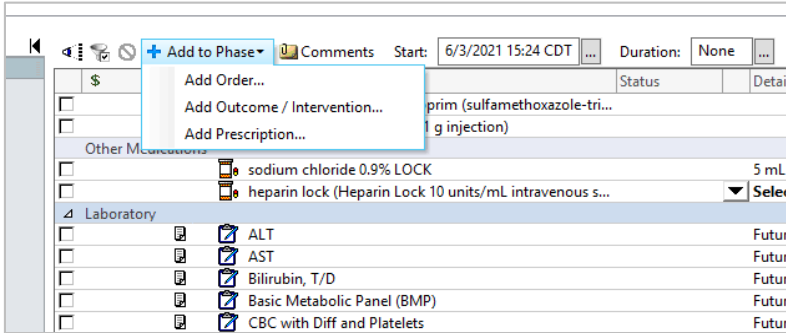 Add to Phase Comments Start: 6/3/2021 15:24 CDT ... Duration: None ...
$ Status Detai
Add Order...
prim (sulfamethoxazole-tri...
Add Outcome / Intervention...
1 g injection)
Add Prescription...
Other Medications
sodium chloride 0.9% LOCK 5 mL
heparin lock (Heparin Lock 10 units/mL intravenous s... Selec
Laboratory
ALT Futur
AST Futur
Bilirubin, T/D Futur
Basic Metabolic Panel (BMP) Futur
CBC with Diff and Platelets Futur